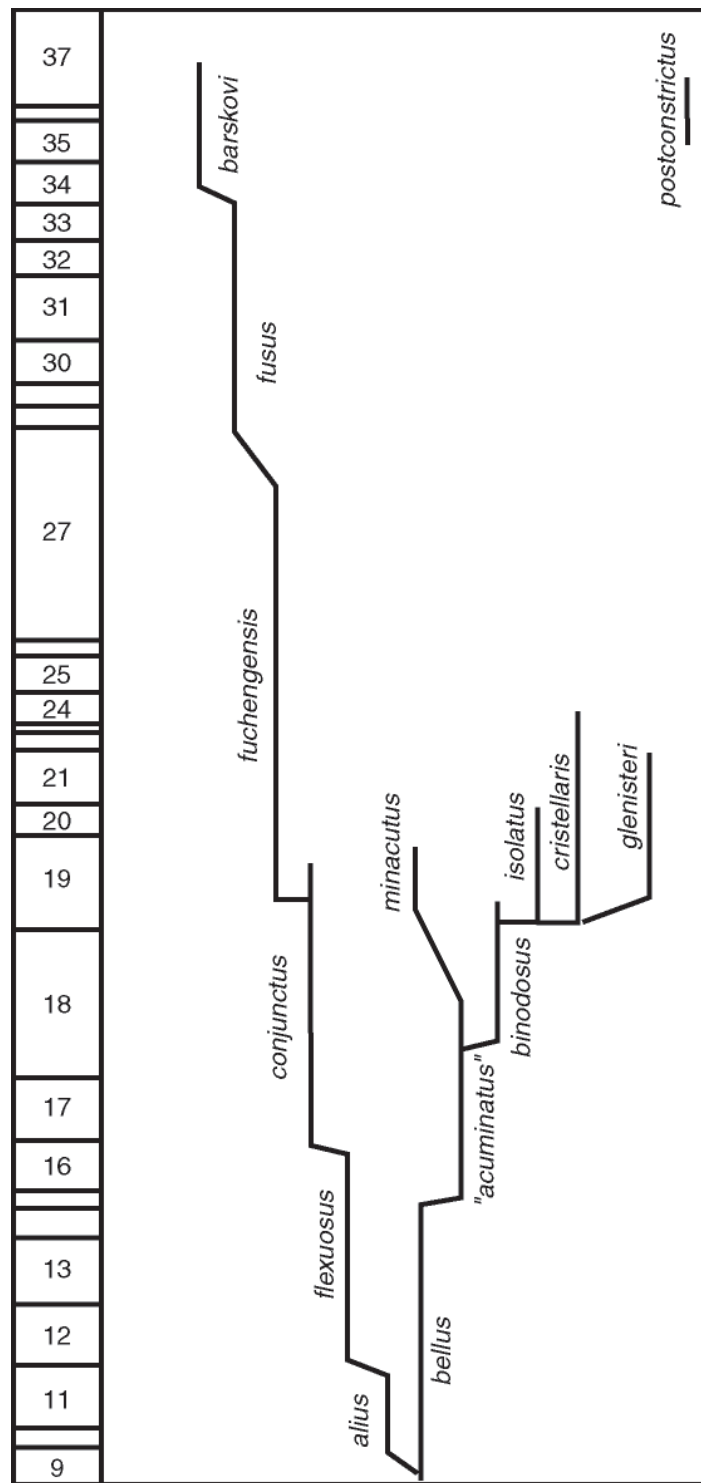 37
35
34
33
32
31
30
27
25
24
21
20
19
18
17
16
13
12
11
9
barskovi
postconstrictus
fusus
fuchengensis
minacutus
isolatus
cristellaris
glenisteri
conjunctus
binodosus
"acuminatus"
flexuosus
bellus
alius